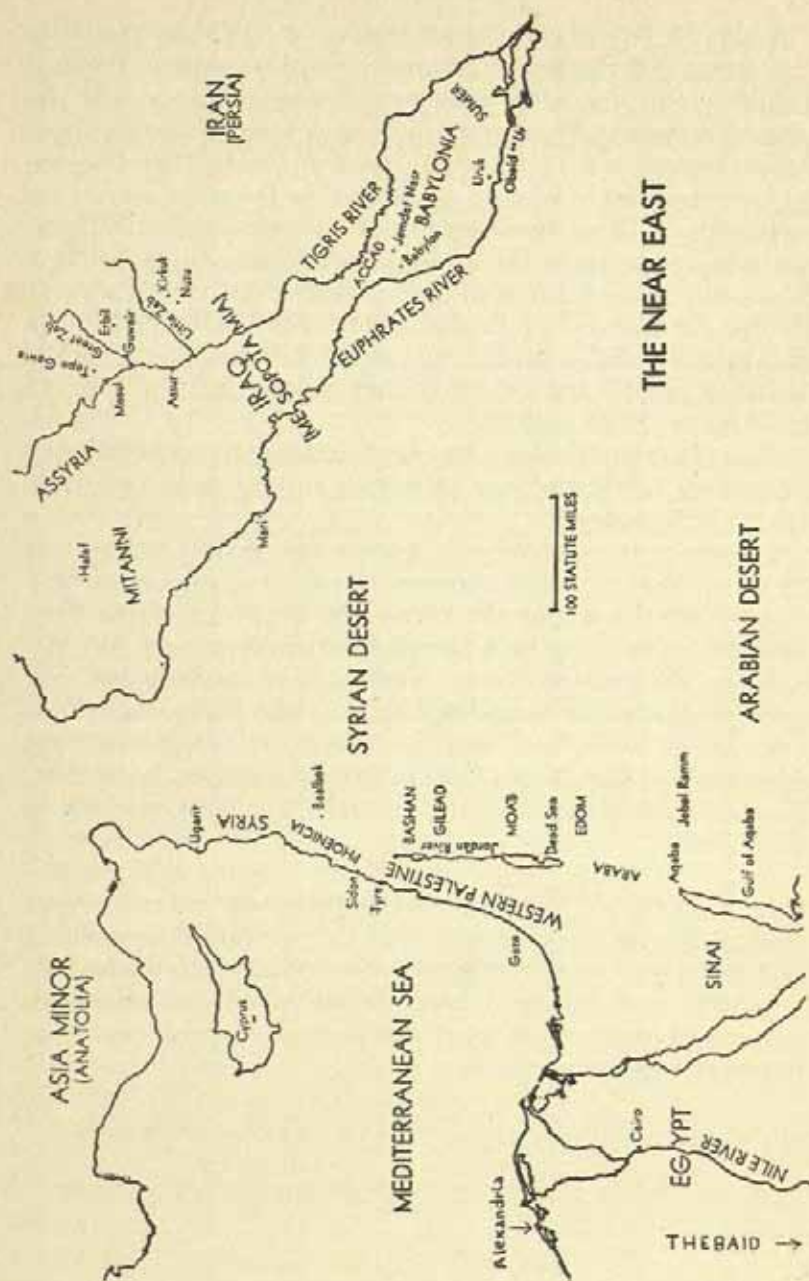 ASIA MINOR
(ANATOLIA)
Cyprus
MEDITERRANEAN SEA
Alexandria
THEBAID
EGYPT
Cairo
NILE RIVER
SINAI
Gaza
WESTERN PALESTINE
Sidon
Tyre
PHOENICIA
SYRIA
Ugarit
Baalbek
BASHAN
GILEAD
Jordan River
MOAB
Dead Sea
EDOM
ARABA
Aqaba
Jebel Ramm
Gulf of Aqaba
SYRIAN DESERT
ARABIAN DESERT
100 STATUTE MILES
MITANNI
Halaf
ASSYRIA
Mari
Tepe Gawra
Mosul
Great Zab
Erbil
Guwair
Little Zab
Kirkuk
Nuzu
Assur
IRAQ
(MESOPOTAMIA)
TIGRIS RIVER
EUPHRATES RIVER
ACCAD
Jemdet Nasr
Babylon
BABYLONIA
SUMER
Uruk
Obeid
Ur
IRAN
(PERSIA)
THE NEAR EAST